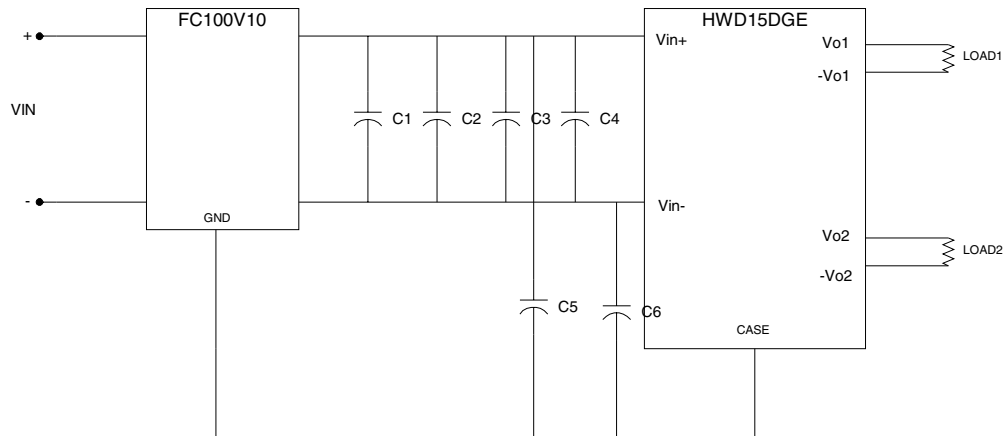 FC100V10
HWD15DGE
+
Vin+
Vo1
LOAD1
-Vo1
VIN
C1
C2
C3
C4
-
Vin-
GND
Vo2
LOAD2
-Vo2
C5
C6
CASE